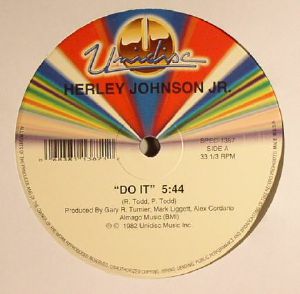 Unidisc
HERLEY JOHNSON JR.
SPEC-1367
SIDE A
33 1/3 RPM
"DO IT" 5:44
(R. Todd, P. Todd)
Produced By Gary R. Turnier, Mark Liggett, Alex Cordario
Almago Music (BMI)
℗ © 1982 Unidisc Music Inc.